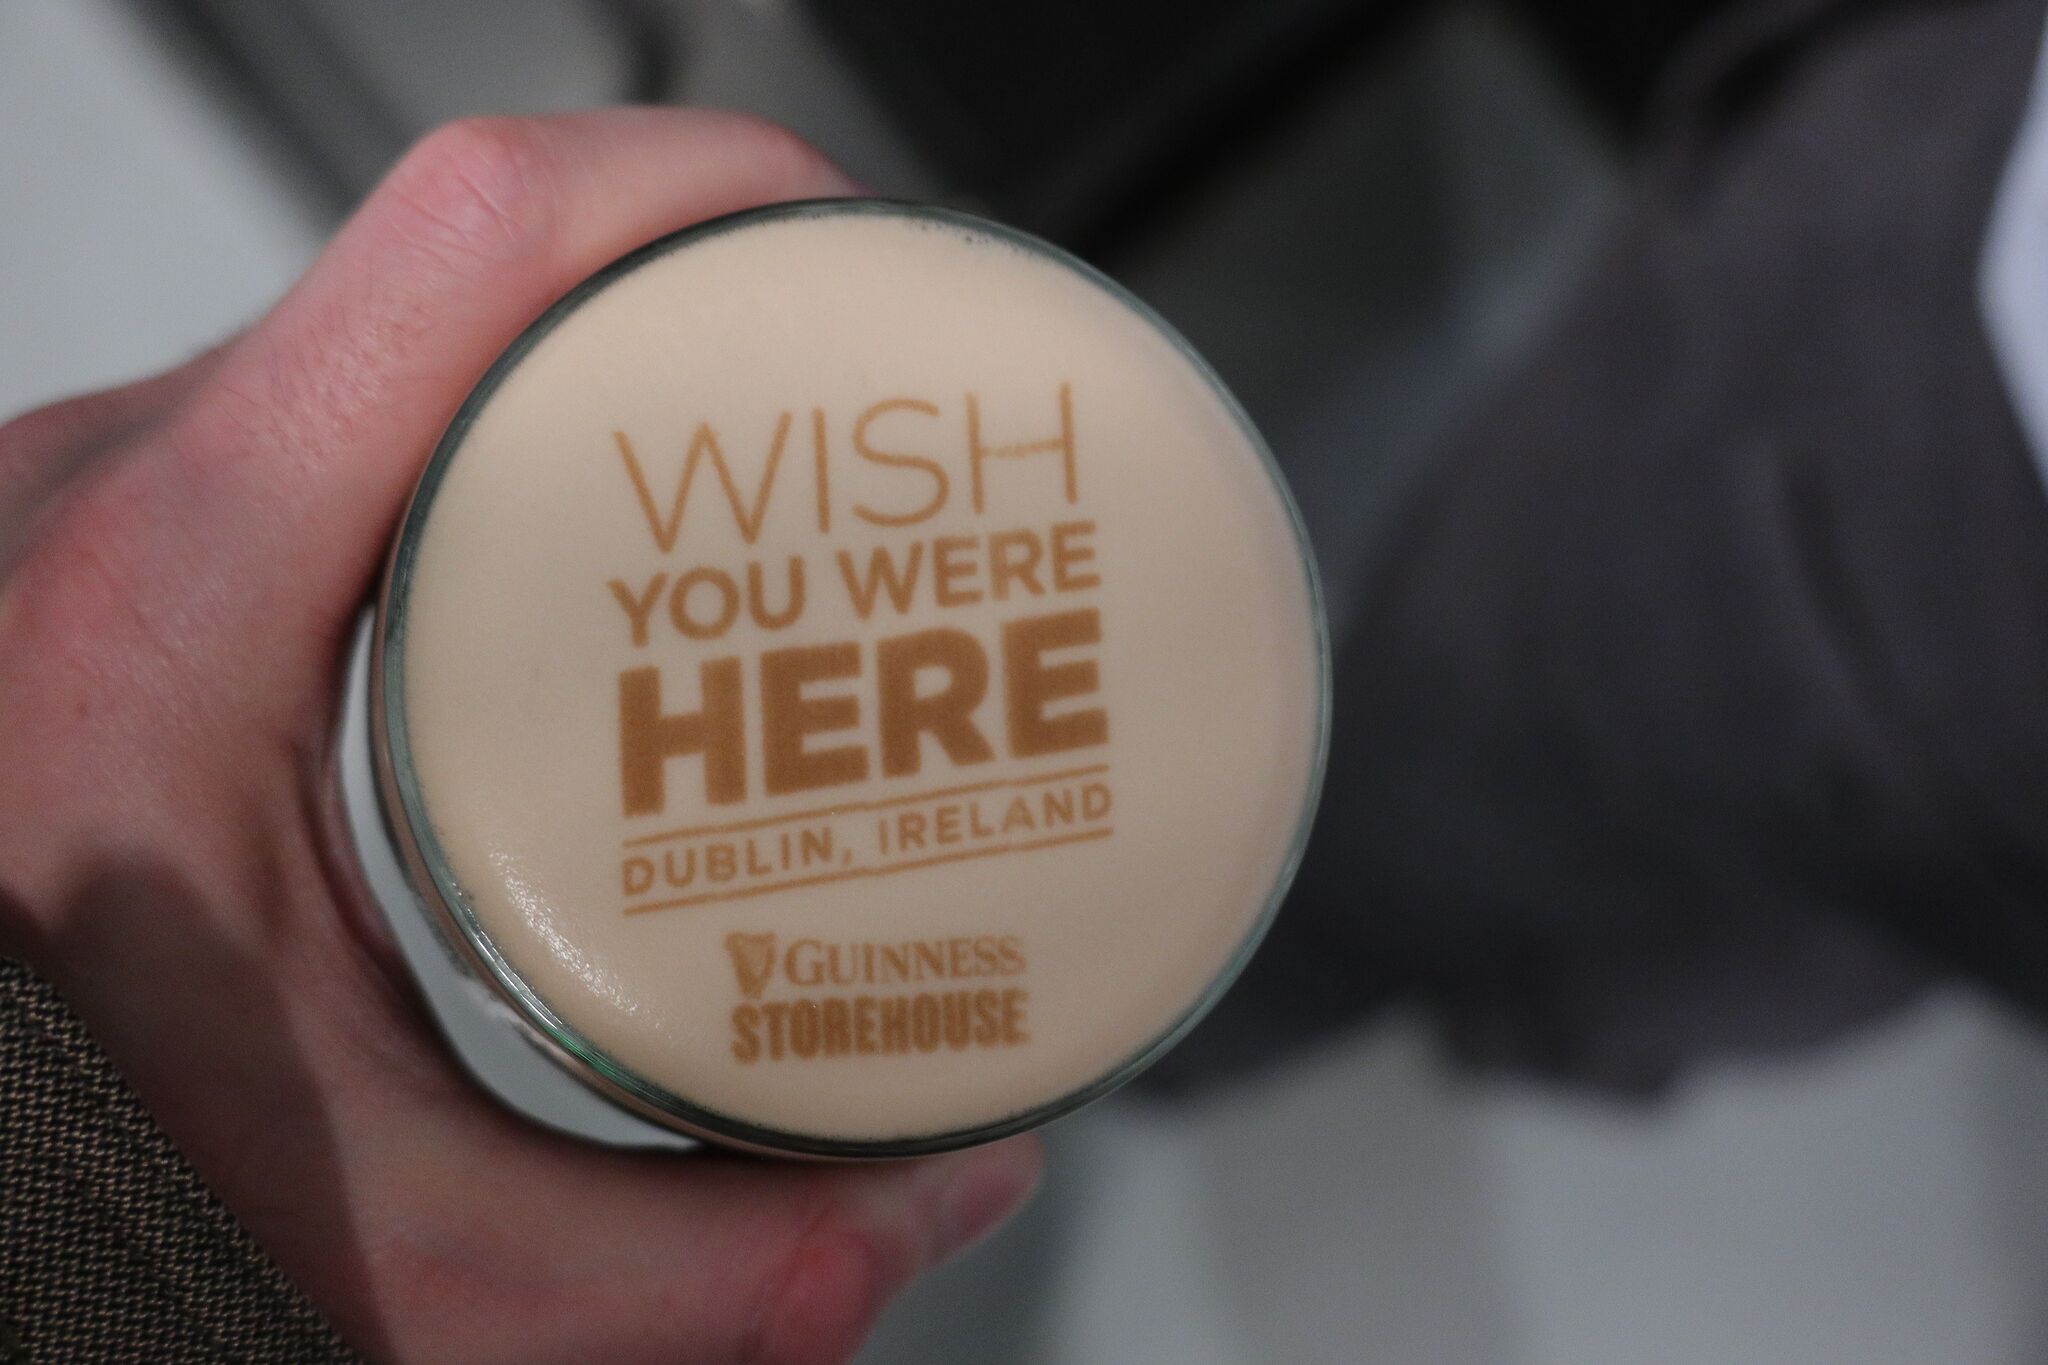 WISH
YOU WERE
HERE
DUBLIN, IRELAND
GUINNESS
STOREHOUSE